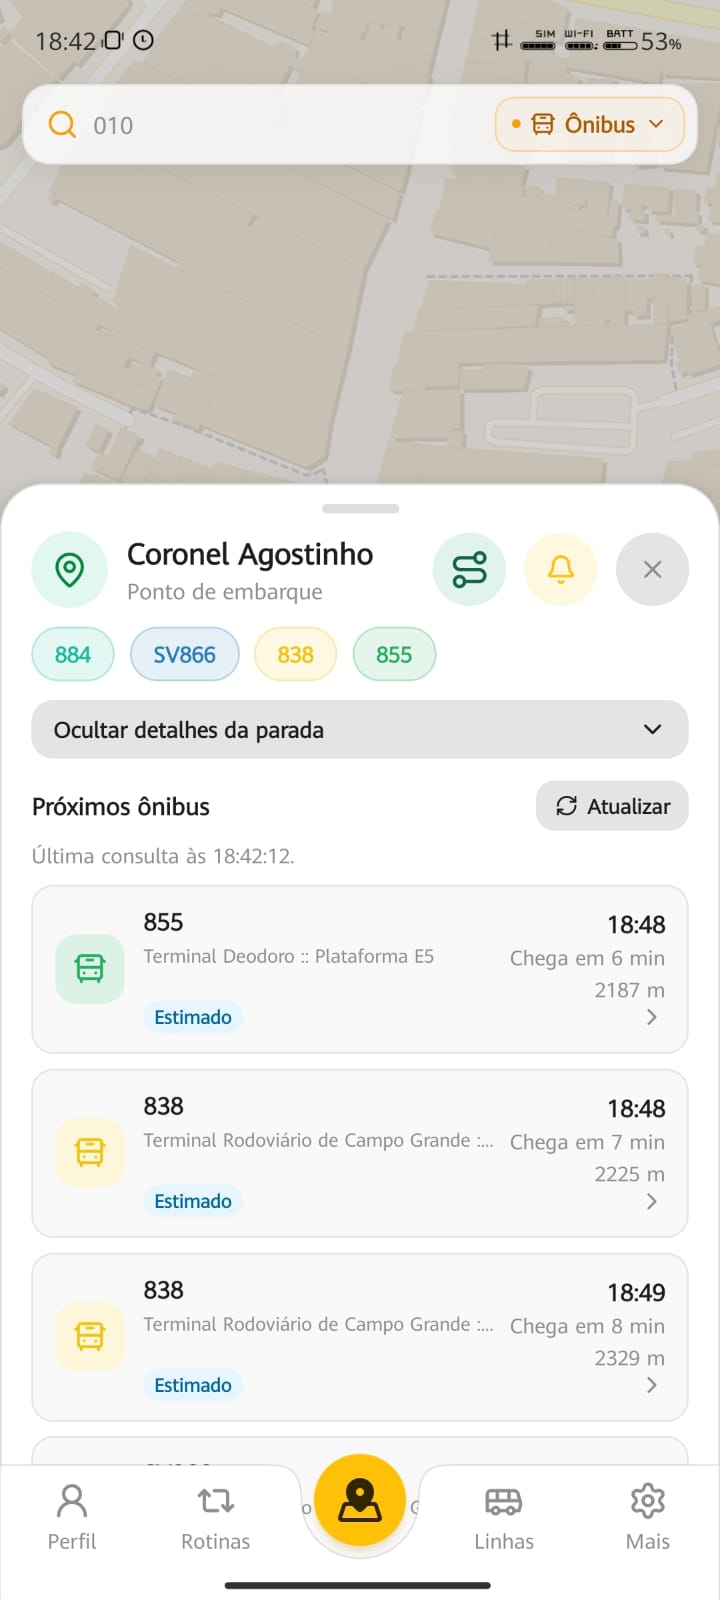 18:42
SIM WI-FI BATT 53%
010
Ônibus
Coronel Agostinho
Ponto de embarque
884 SV866 838 855
Ocultar detalhes da parada
Próximos ônibus
Atualizar
Última consulta às 18:42:12.
855
18:48
Terminal Deodoro :: Plataforma E5
Chega em 6 min
2187 m
Estimado
838
18:48
Terminal Rodoviário de Campo Grande :...
Chega em 7 min
2225 m
Estimado
838
18:49
Terminal Rodoviário de Campo Grande :...
Chega em 8 min
2329 m
Estimado
Perfil
Rotinas
Linhas
Mais